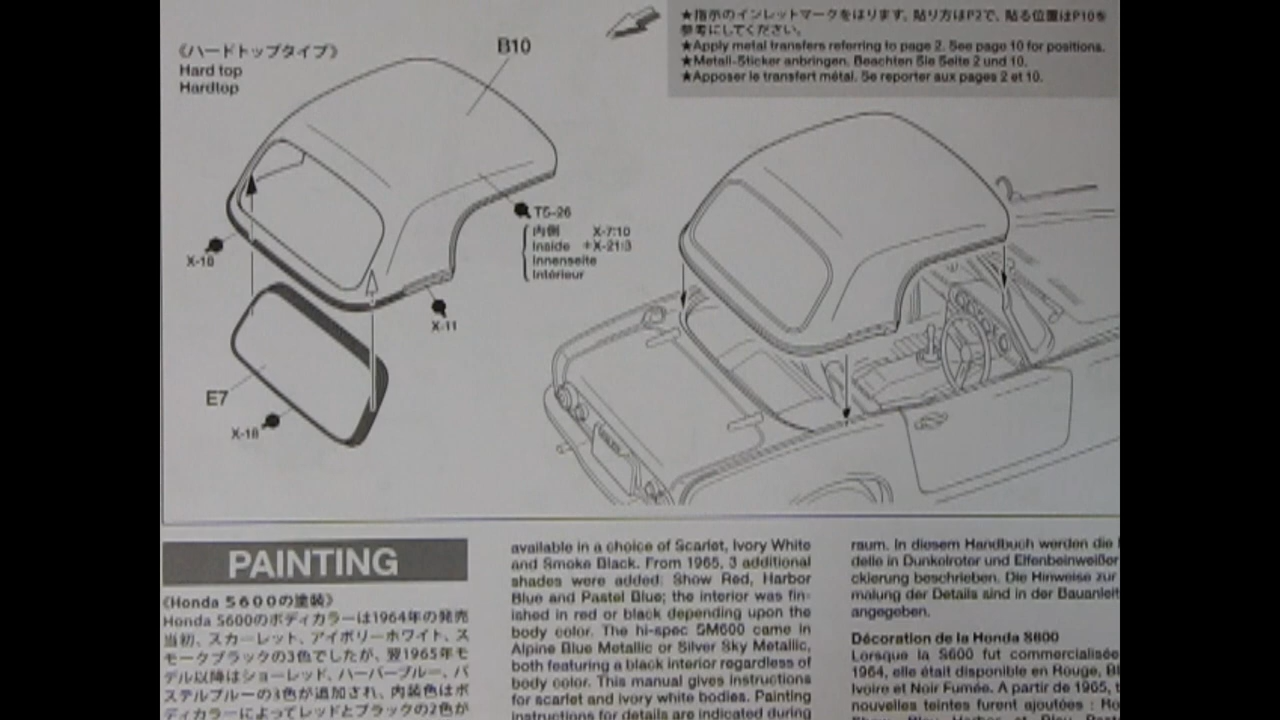 ★指示のインレットマークをはります。貼り方はP2で、貼る位置はP10を
参考にしてください。
★Apply metal transfers referring to page 2. See page 10 for positions.
★Metall-Sticker anbringen. Beachten Sie Seite 2 und 10.
★Apposer le transfert métal. Se reporter aux pages 2 et 10.
《ハードトップタイプ》
Hard top
Hardtop
B10
TS-26
内側 X-7:10
Inside +X-21:3
Innenseite
Intérieur
X-18
X-11
E7
X-18
PAINTING
《Honda S600の塗装》
Honda S600のボディカラーは1964年の発売
当初、スカーレット、アイボリーホワイト、ス
モークブラックの3色でしたが、翌1965年モ
デル以降はショーレッド、ハーバーブルー、パ
ステルブルーの3色が追加され、内装色はボ
ディカラーによってレッドとブラックの2色が
available in a choice of Scarlet, Ivory White
and Smoke Black. From 1965, 3 additional
shades were added: Show Red, Harbor
Blue and Pastel Blue; the interior was fin-
ished in red or black depending upon the
body color. The hi-spec SM600 came in
Alpine Blue Metallic or Silver Sky Metallic,
both featuring a black interior regardless of
body color. This manual gives instructions
for scarlet and ivory white bodies. Painting
instructions for details are indicated during
raum. In diesem Handbuch werden die
delle in Dunkelroter und Elfenbeinweißer
ckierung beschrieben. Die Hinweise zur
malung der Details sind in der Bauanleit
angegeben.
Décoration de la Honda S600
Lorsque la S600 fut commercialisée
1964, elle était disponible en Rouge, Bl
Ivoire et Noir Fumée. A partir de 1965, t
nouvelles teintes furent ajoutées : Ho